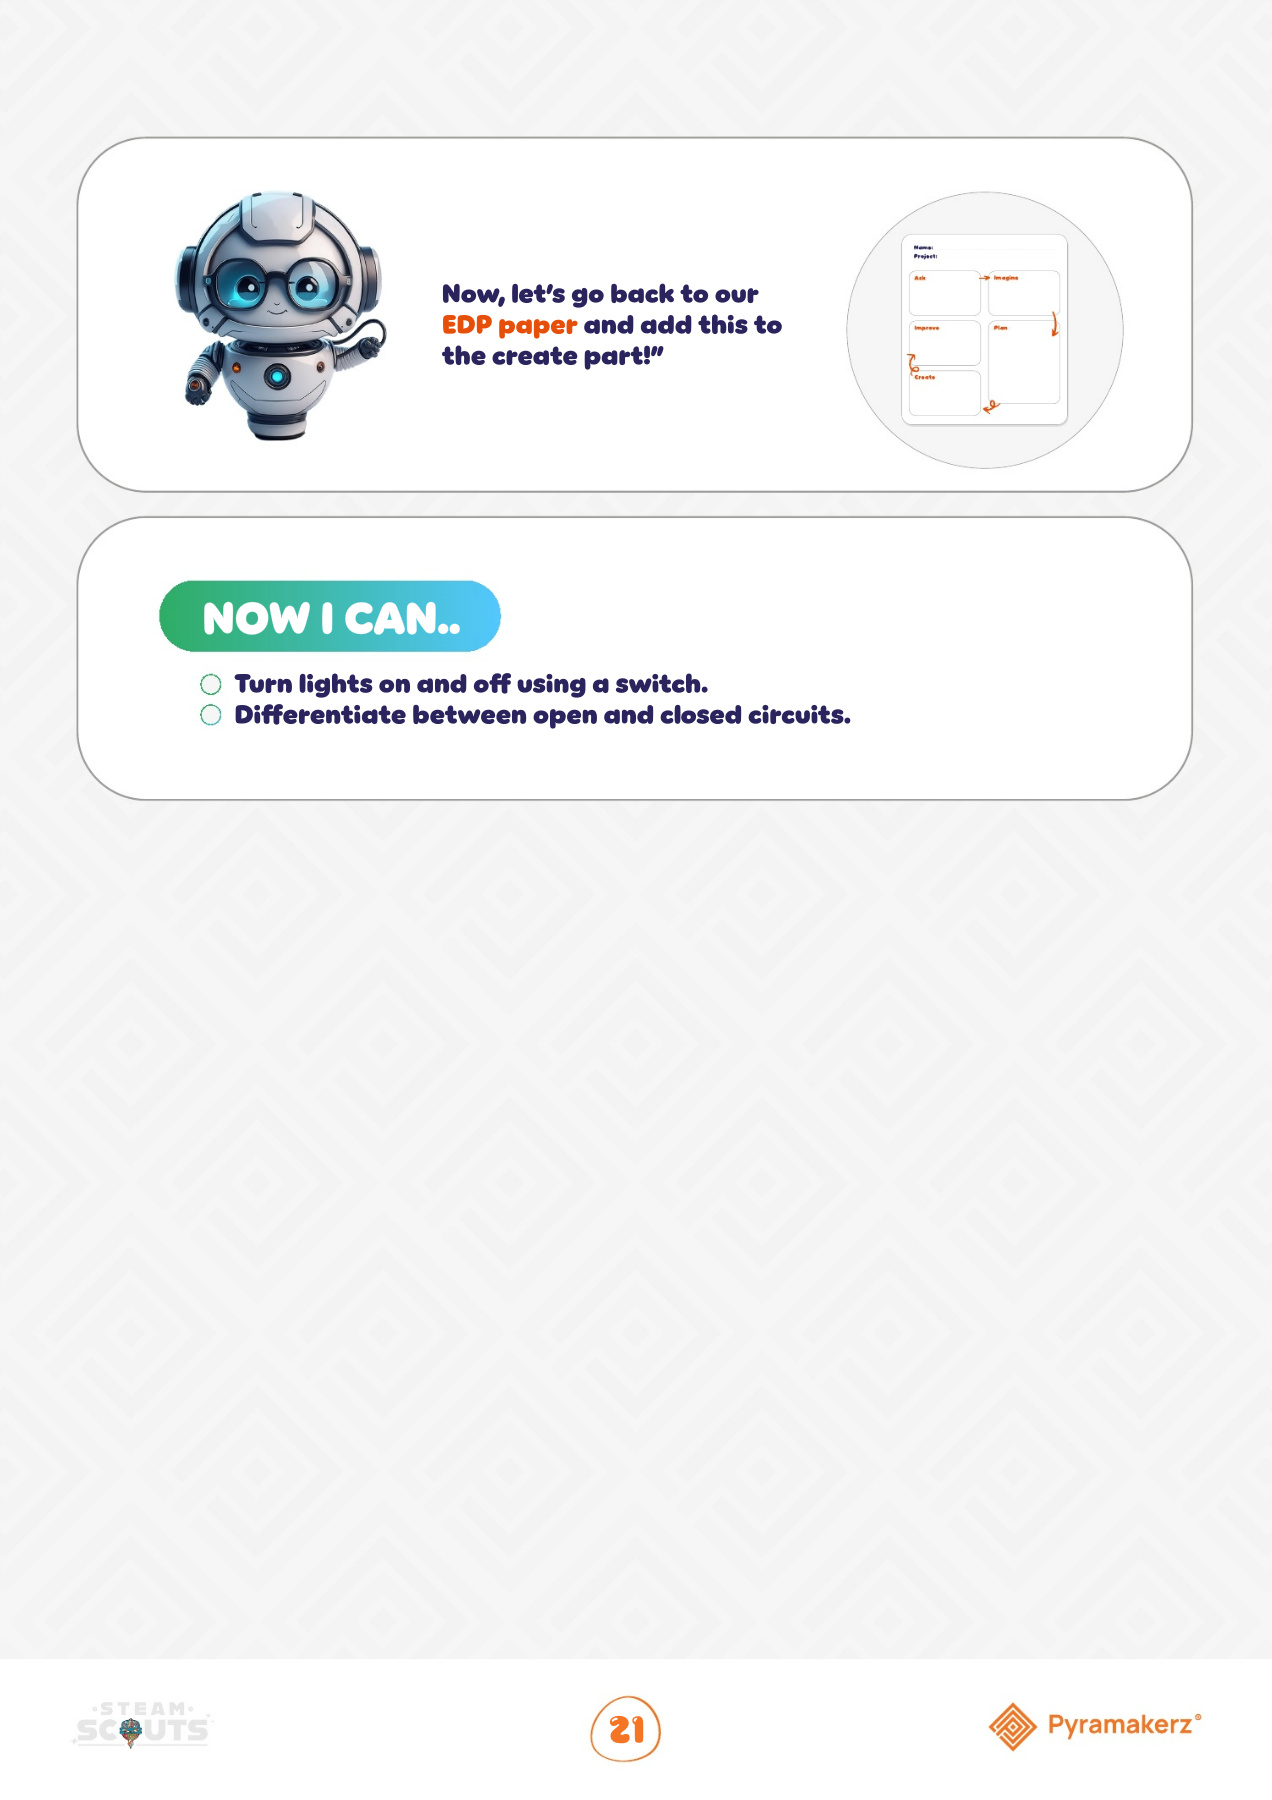 Now, let's go back to our
EDP paper and add this to
the create part!”
Name:
Project:
Ask
Imagine
Improve
Plan
Create
NOW I CAN..
Turn lights on and off using a switch.
Differentiate between open and closed circuits.
STEAM
SCOUTS
21
Pyramakerz®